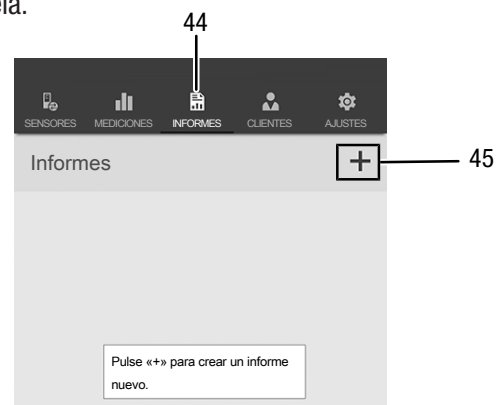 ela.
44
SENSORES MEDICIONES INFORMES CLIENTES AJUSTES
Informes +
45
Pulse «+» para crear un informe
nuevo.